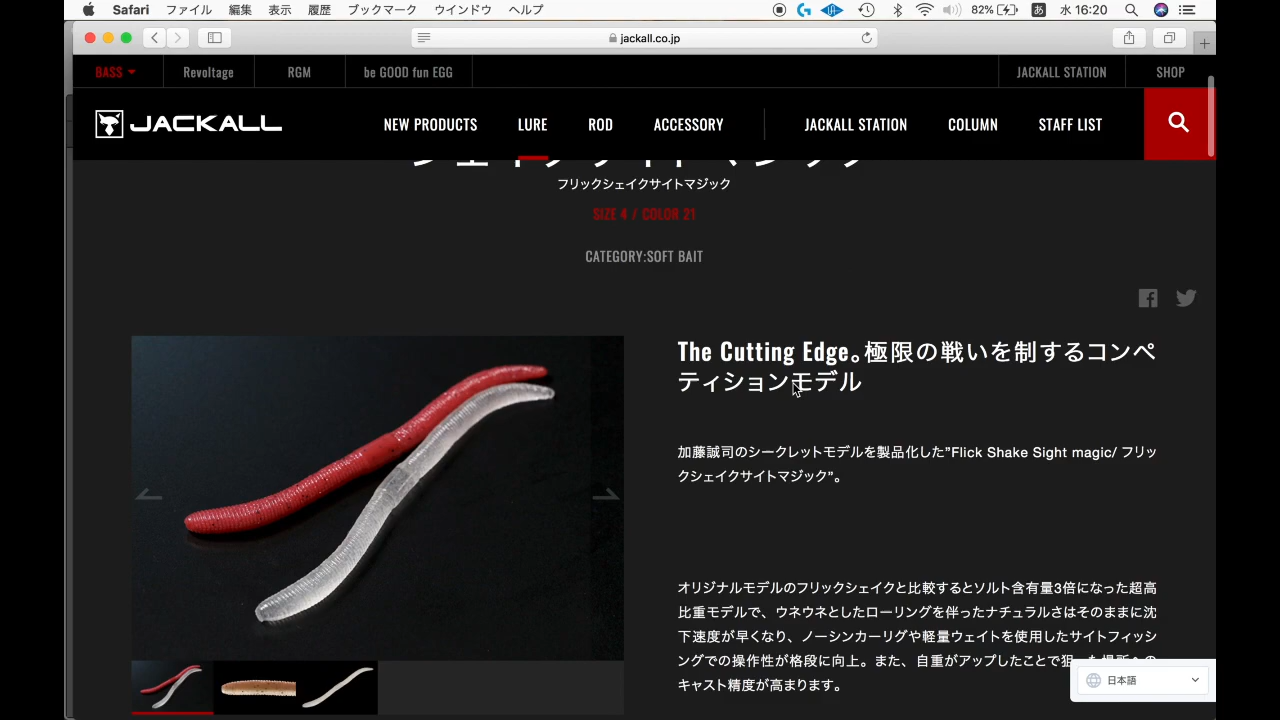 Safari ファイル 編集 表示 履歴 ブックマーク ウインドウ ヘルプ 82% あ 水 16:20
jackall.co.jp
BASS Revoltage RGM be GOOD fun EGG JACKALL STATION SHOP
JACKALL NEW PRODUCTS LURE ROD ACCESSORY JACKALL STATION COLUMN STAFF LIST
フリックシェイクサイトマジック
SIZE 4 / COLOR 21
CATEGORY:SOFT BAIT
The Cutting Edge。極限の戦いを制するコンペ
ティションモデル
加藤誠司のシークレットモデルを製品化した”Flick Shake Sight magic/ フリッ
クシェイクサイトマジック”。
オリジナルモデルのフリックシェイクと比較するとソルト含有量3倍になった超高
比重モデルで、ウネウネとしたローリングを伴ったナチュラルさはそのままに沈
下速度が早くなり、ノーシンカーリグや軽量ウェイトを使用したサイトフィッシ
ングでの操作性が格段に向上。また、自重がアップしたことで狙
キャスト精度が高まります。
日本語